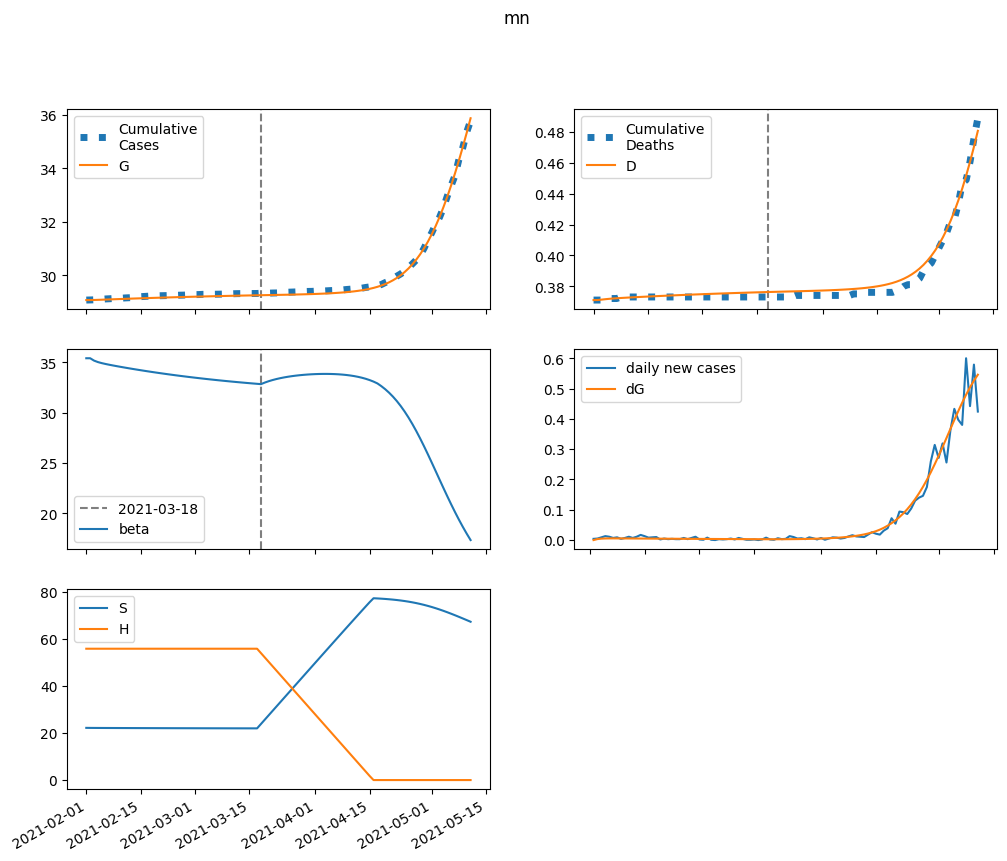 mn
36
34
32
30
Cumulative
Cases
G
0.48
0.46
0.44
0.42
0.40
0.38
Cumulative
Deaths
D
35
30
25
20
2021-03-18
beta
0.6
0.5
0.4
0.3
0.2
0.1
0.0
daily new cases
dG
80
60
40
20
0
S
H
2021-02-01
2021-02-15
2021-03-01
2021-03-15
2021-04-01
2021-04-15
2021-05-01
2021-05-15